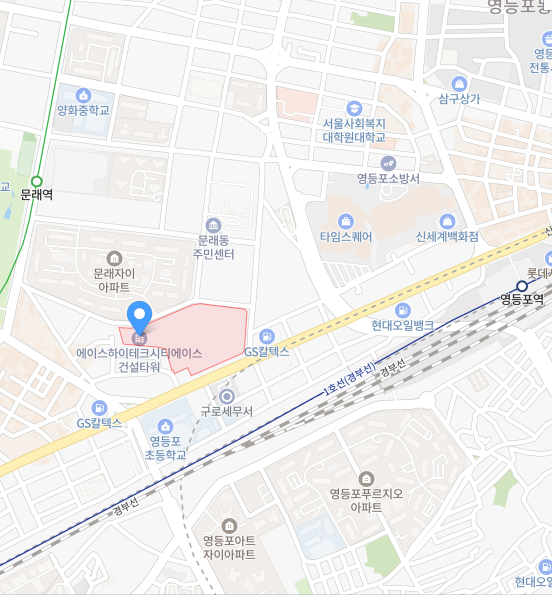 영등포
영등
전통
삼구상가
양화중학교
서울사회복지
대학원대학교
영등포소방서
교
문래역
문래동
주민센터
타임스퀘어
신세계백화점
문래자이
아파트
롯데
영등포역
현대오일뱅크
에이스하이테크시티에이스
건설타워
GS칼텍스
1호선(경부선)
경부선
GS칼텍스
구로세무서
영등포
초등학교
영등포푸르지오
아파트
경부선
영등포아트
자이아파트
현대오일